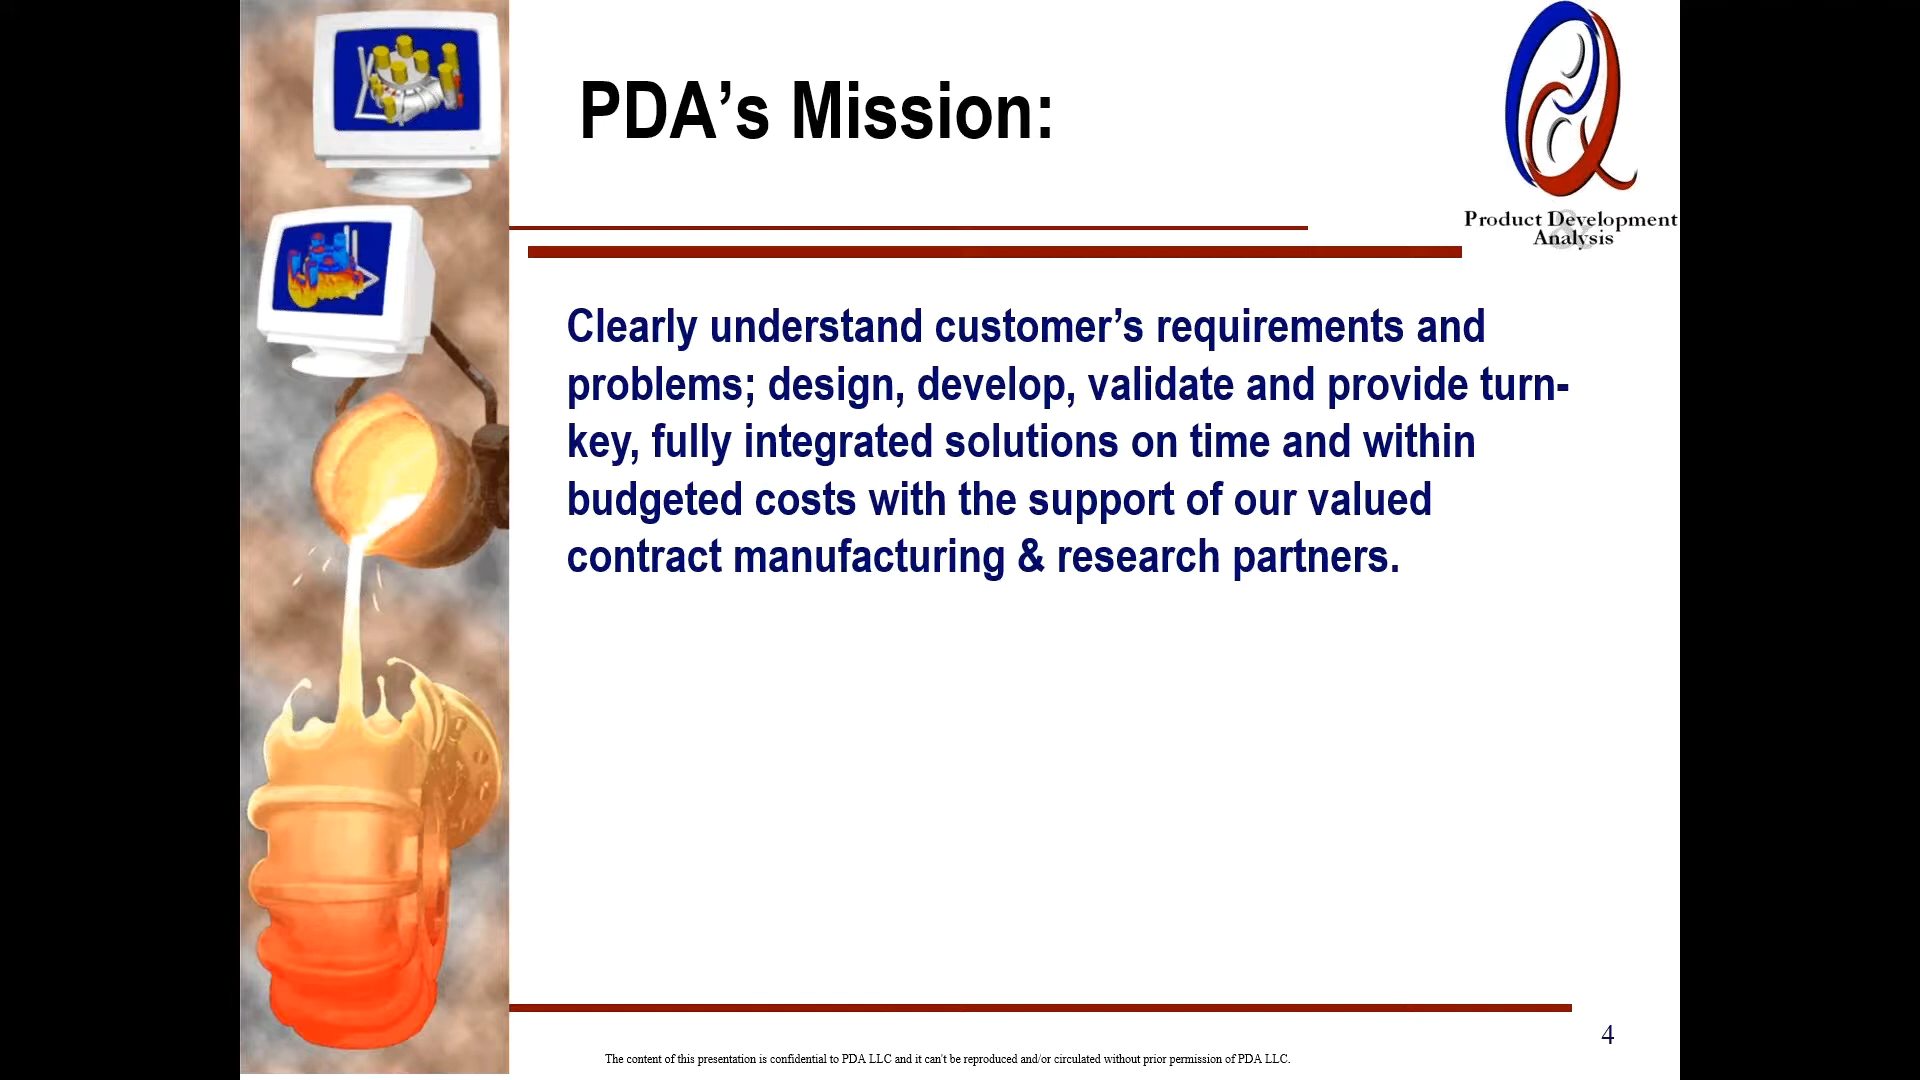 PDA’s Mission:
Product Development
&
Analysis
Clearly understand customer’s requirements and
problems; design, develop, validate and provide turn-
key, fully integrated solutions on time and within
budgeted costs with the support of our valued
contract manufacturing & research partners.
4
The content of this presentation is confidential to PDA LLC and it can't be reproduced and/or circulated without prior permission of PDA LLC.